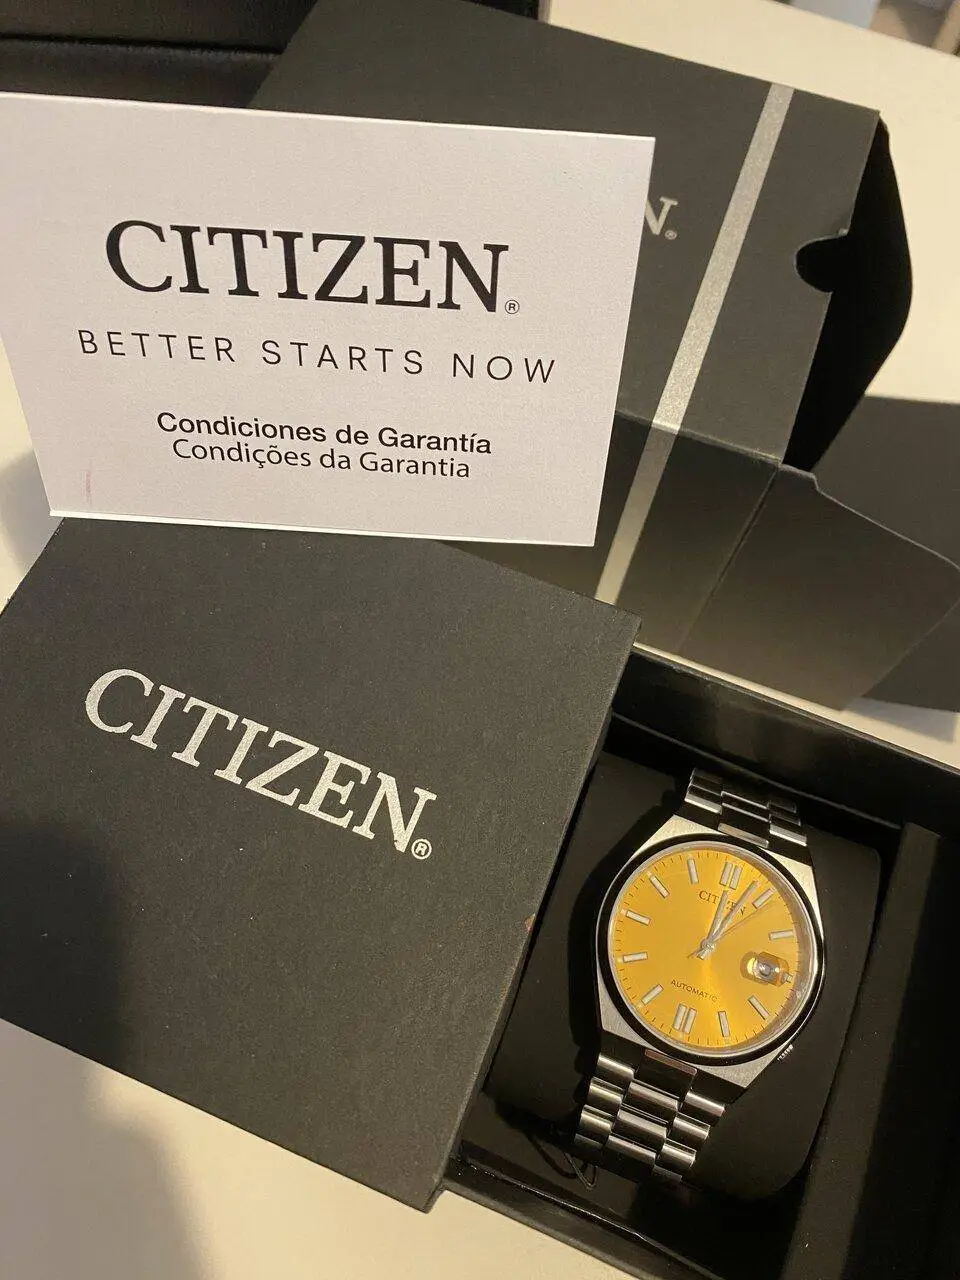 CITIZEN®
BETTER STARTS NOW
Condiciones de Garantía
Condições da Garantia
N®
CITIZEN®
CITIZEN
AUTOMATIC